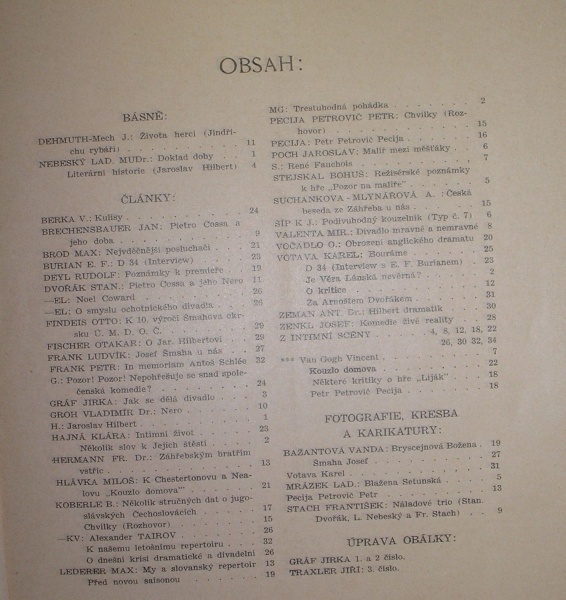 OBSAH:
BÁSNĚ:
DEHMUTH-Mech J.: Života herci (Jindři-
chu rybáři) . . . . . . . 11
NEBESKÝ LAD. MUDr.: Doklad doby . . 1
Literární historie (Jaroslav Hilbert) 4
ČLÁNKY:
BERKA V.: Kulisy . . . . . . . 24
BRECHENSBAUER JAN: Pietro Cossa a
jeho doba . . . . . . . 9
BROD MAX: Nejvděčnější posluchači . . 21
BURIAN E. F.: D 34 (Interview) . . . 23
DEYL RUDOLF: Poznámky k premieře . . 19
DVOŘÁK STAN.: Pietro Cossa a jeho Nero 11
—EL: Noel Coward . . . . . . 26
—EL: O smyslu ochotnického divadla . . 26
FINDEIS OTTO: K 10. výročí Šmahova okr-
sku Ú. M. D. O. Č. . . . . . 29
FISCHER OTAKAR: O Jar. Hilbertovi . . 29
FRANK LUDVÍK: Josef Šmaha u nás . . 27
FRANK PETR: In memoriam Antoš Schlée 32
G.: Pozor! Pozor! Nepohřežuje se snad spole-
čenská komedie? . . . . . . 24
GRÁF JIRKA: Jak se dělá divadlo . . . 3
GROH VLADIMÍR Dr.: Nero . . . . 10
H.: Jaroslav Hilbert . . . . . . 1
HAJNÁ KLÁRA: Intimní život . . . . 23
Několik slov k Jejich štěstí . . . 2
HERMANN FR. Dr.: Záhřebským bratřím
vstříc . . . . . . . 13
HLÁVKA MILOŠ: K Chestertonovu a Nea-
lovu „Kouzlo domova" . . . . 21
KOBERLE B.: Několik stručných dat o jugo-
slávských Čechoslovácích . . . 17
Chvilky (Rozhovor) . . . . . 15
—KV: Alexander TAIROV . . . . 26
K našemu letošnímu repertoiru . . 32
O dnešní krisi dramatické a divadelní 26
LEDERER MAX: My a slovanský repertoir 13
Před novou saisonou . . . . . 19
MG: Trestuhodná pohádka . . . . . 2
PECIJA PETROVIČ PETR: Chvilky (Roz-
hovor) . . . . . . . 15
PECIJA: Petr Petrovič Pecija . . . . 16
POCH JAROSLAV: Malíř mezi měšťáky . 6
S.: René Fauchois . . . . . . 7
STEJSKAL BOHUŠ: Režisérské poznámky
k hře „Pozor na malíře" . . . . 5
SUCHÁNKOVÁ - MLYNÁŘOVÁ A.: Česká
beseda ze Záhřeba u nás . . . . 15
ŠÍP K J.: Podivuhodný kouzelník (Typ č. 7) 6
VALENTA MIR.: Divadlo mravné a nemravné 8
VOČADLO O.: Obrození anglického dramatu 20
VOTAVA KAREL: Bouráme . . . . 25
D 34 (Interview s E. F. Burianem) . 23
Je Věra Lánská nevěrná? . . . . 2
O kritice . . . . . . . 12
Za Arnoštem Dvořákem . . . . 31
ZEMAN ANT. Dr.: Hilbert dramatik . . 30
ZENKL JOSEF: Komedie živé reality . . 28
Z INTIMNÍ SCÉNY . . 4, 8, 12, 18, 22
26, 30, 32, 34
*** Van Gogh Vincent . . . . . . 7
Kouzlo domova . . . . . . 22
Některé kritiky o hře „Liják" . . . 18
Petr Petrovič Pecija . . . . . 18
FOTOGRAFIE, KRESBA
A KARIKATURY:
BAZANTOVÁ VANDA: Bryscejnová Božena . 19
Šmaha Josef . . . . . . 27
Votava Karel . . . . . . 31
MRÁZEK LAD.: Blažena Šetunská . . . 5
Pecija Petrovič Petr . . . . . 13
STACH FRANTIŠEK: Náladové trio (Stan.
Dvořák, L. Nebeský a Fr. Stach) . . 9
ÚPRAVA OBÁLKY:
GRÁF JIRKA 1. a 2 číslo.
TRAXLER JIŘÍ: 3. číslo.